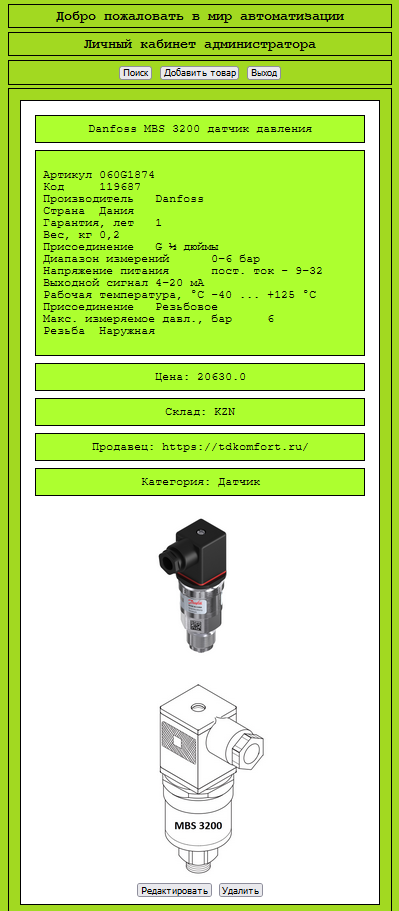 Добро пожаловать в мир автоматизации
Личный кабинет администратора
Поиск Добавить товар Выход
Danfoss MBS 3200 датчик давления
Артикул 060G1874
Код 119687
Производитель Danfoss
Страна Дания
Гарантия, лет 1
Вес, кг 0,2
Присоединение G ¼ дюймы
Диапазон измерений 0–6 бар
Напряжение питания пост. ток - 9–32
Выходной сигнал 4–20 мА
Рабочая температура, °C -40 ... +125 °C
Присоединение Резьбовое
Макс. измеряемое давл., бар 6
Резьба Наружная
Цена: 20630.0
Склад: KZN
Продавец: https://tdkomfort.ru/
Категория: Датчик
Danfoss
MBS 3200
Редактировать Удалить